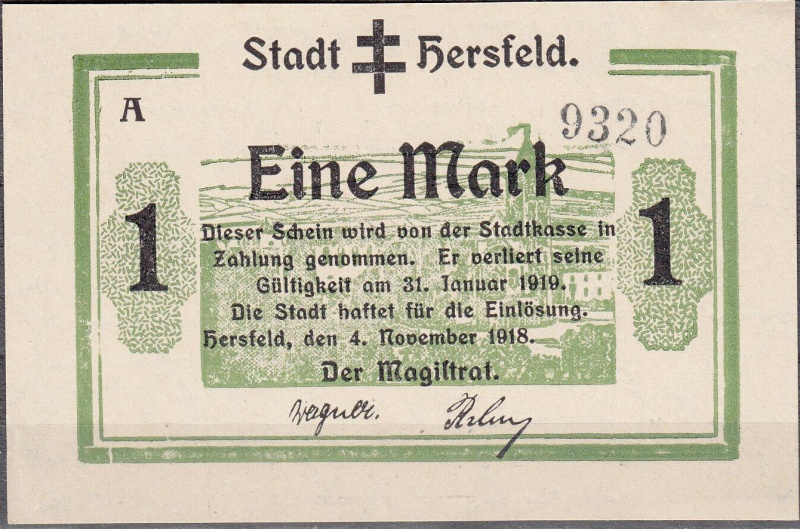 Stadt Hersfeld.
A
9320
Eine Mark
1 1
Dieser Schein wird von der Stadtkasse in
Zahlung genommen. Er verliert seine
Gültigkeit am 31. Januar 1919.
Die Stadt haftet für die Einlösung.
Hersfeld, den 4. November 1918.
Der Magiſtrat.
Wagner.